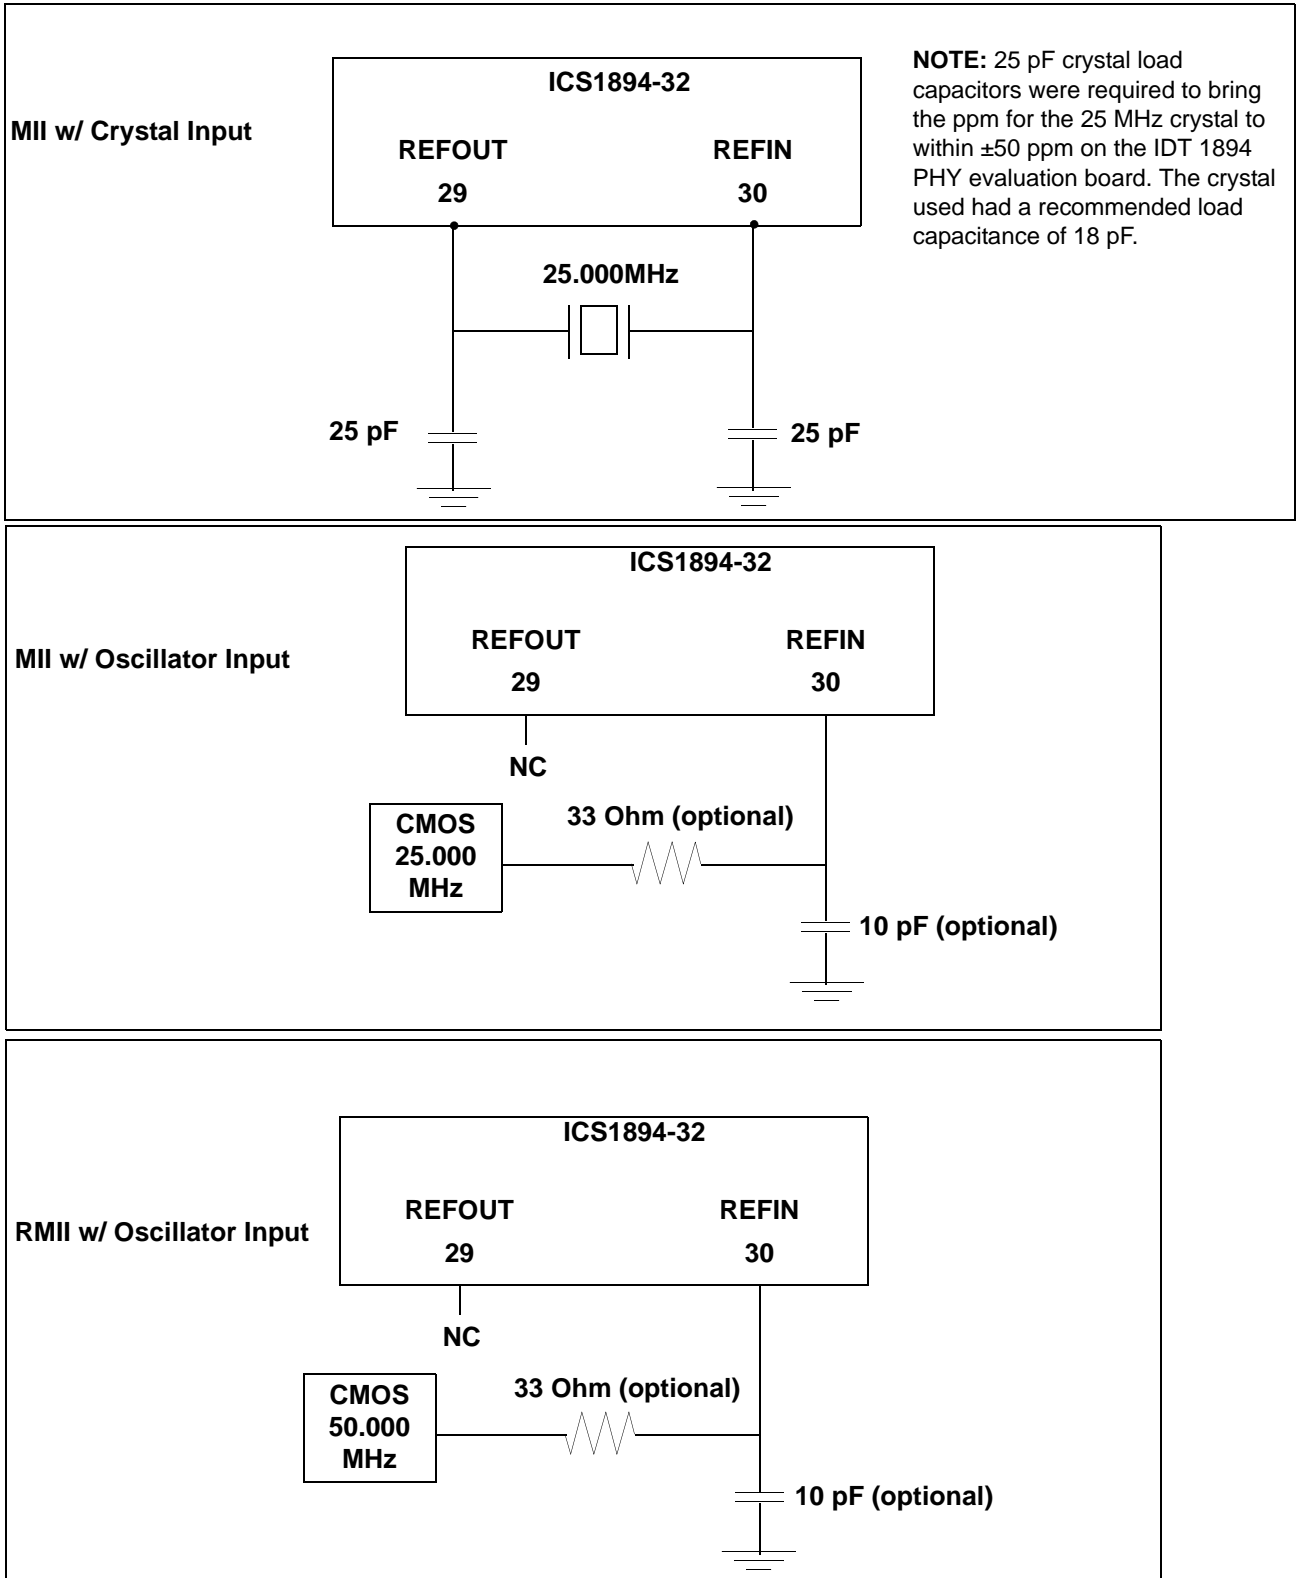 ICS1894-32
MII w/ Crystal Input
REFOUT
REFIN
29
30
NOTE: 25 pF crystal load
capacitors were required to bring
the ppm for the 25 MHz crystal to
within ±50 ppm on the IDT 1894
PHY evaluation board. The crystal
used had a recommended load
capacitance of 18 pF.
25.000MHz
25 pF
25 pF
ICS1894-32
MII w/ Oscillator Input
REFOUT
REFIN
29
30
NC
CMOS
25.000
MHz
33 Ohm (optional)
10 pF (optional)
ICS1894-32
RMII w/ Oscillator Input
REFOUT
REFIN
29
30
NC
CMOS
50.000
MHz
33 Ohm (optional)
10 pF (optional)